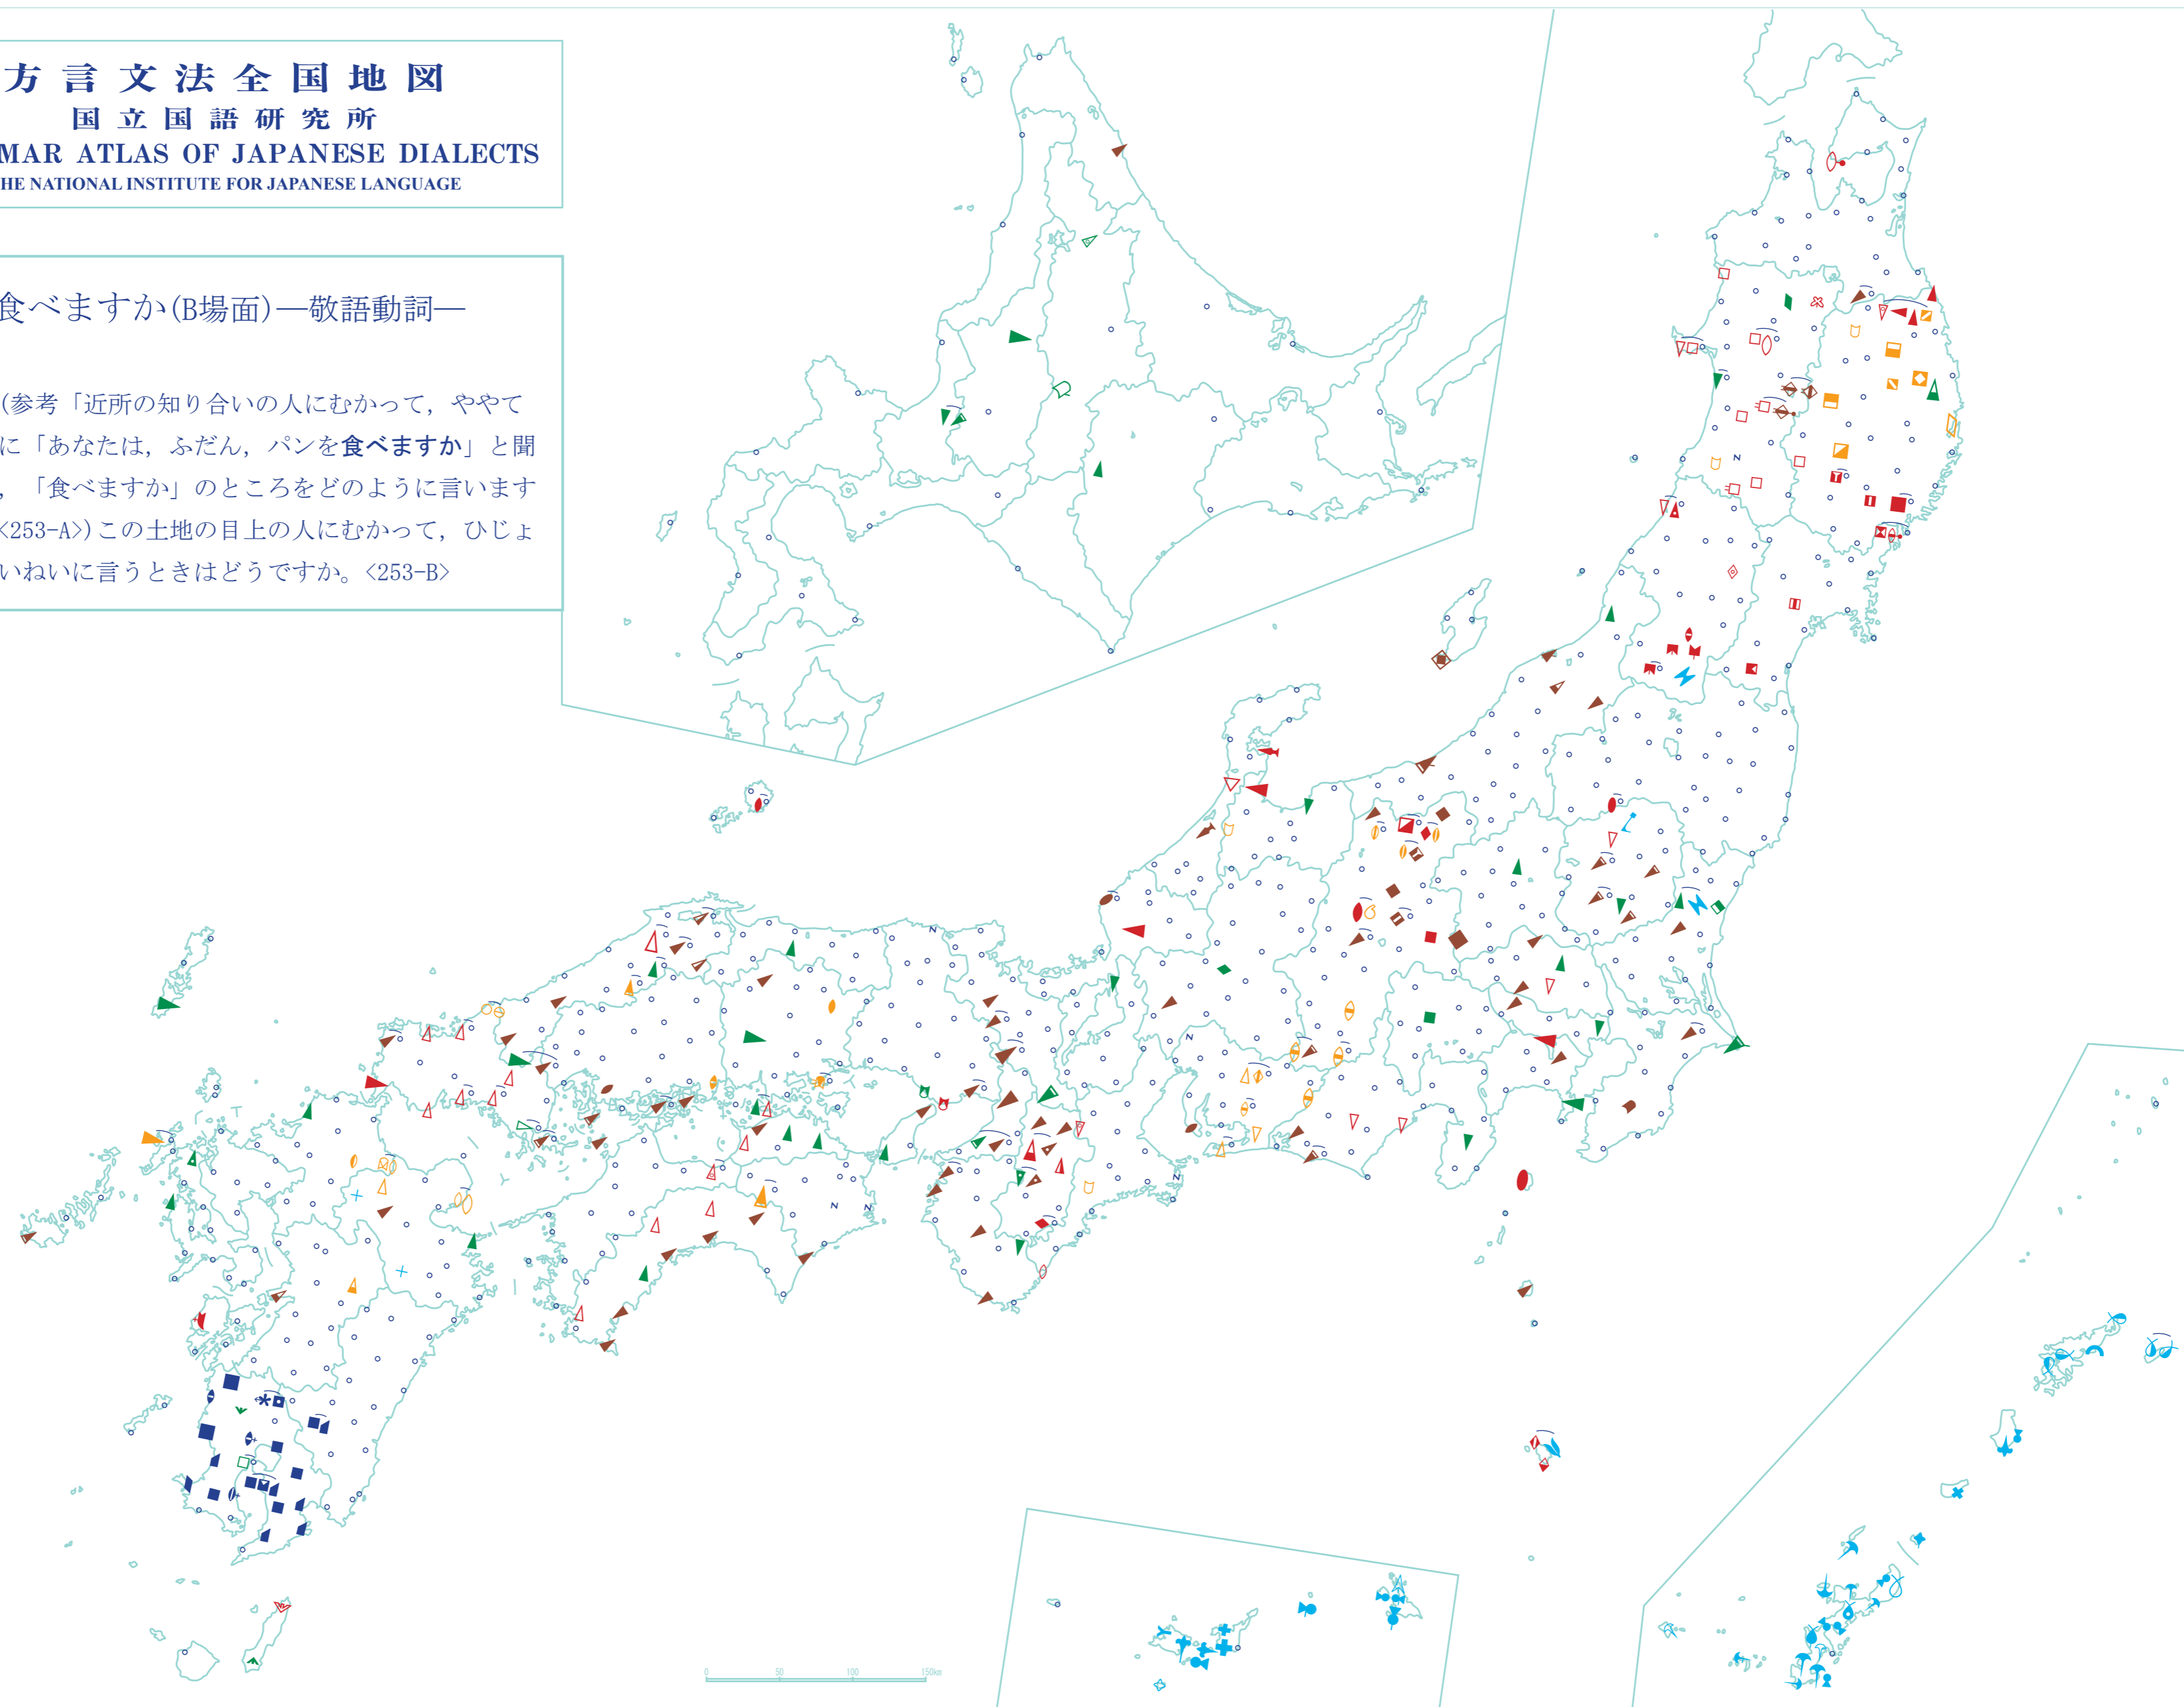 方言文法全国地図
国立国語研究所
MAR ATLAS OF JAPANESE DIALECTS
HE NATIONAL INSTITUTE FOR JAPANESE LANGUAGE
食べますか(B場面)―敬語動詞―
(参考「近所の知り合いの人にむかって，ややて
に「あなたは，ふだん，パンを食べますか」と聞
，「食べますか」のところをどのように言います
<253-A>)この土地の目上の人にむかって，ひじょ
いねいに言うときはどうですか。<253-B>
0 50 100 150km